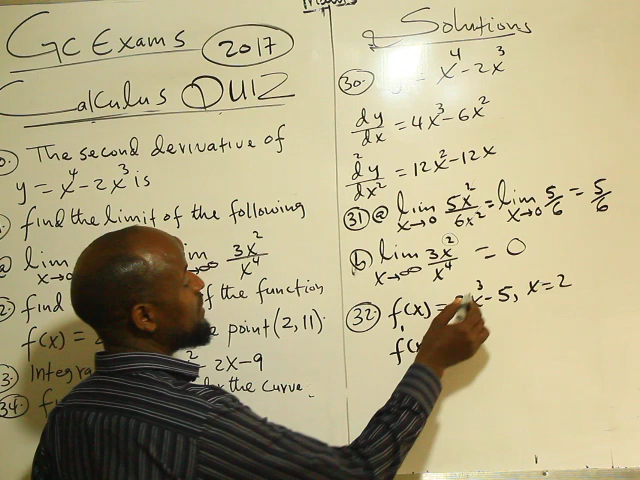 GC Exams 2017
Calculus QUIZ
The second derivative of
y = x⁴ - 2x³ is
find the limit of the following
lim x→0
lim x→∞ 3x²/x⁴
find of the function
f(x) = point (2, 11).
Integra - 2x - 9
34. the curve.
Solutions
30. = x⁴ - 2x³
dy/dx = 4x³ - 6x²
d²y/dx² = 12x² - 12x
31 a lim x→0 5x²/6x² = lim x→0 5/6 = 5/6
b lim x→∞ 3x²/x⁴ = 0
32. f(x) = x³ - 5, x = 2